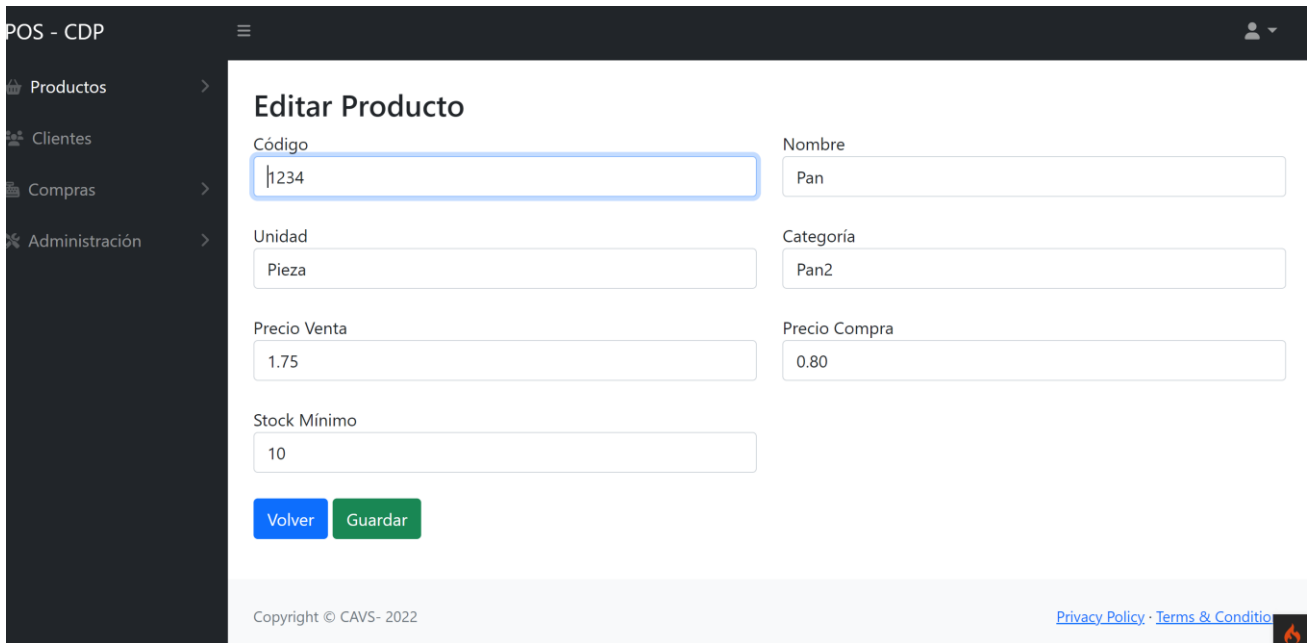 POS - CDP
Productos
Clientes
Compras
Administración
Editar Producto
Código
Nombre
1234
Pan
Unidad
Categoría
Pieza
Pan2
Precio Venta
Precio Compra
1.75
0.80
Stock Mínimo
10
Volver Guardar
Copyright © CAVS- 2022
Privacy Policy · Terms & Conditio